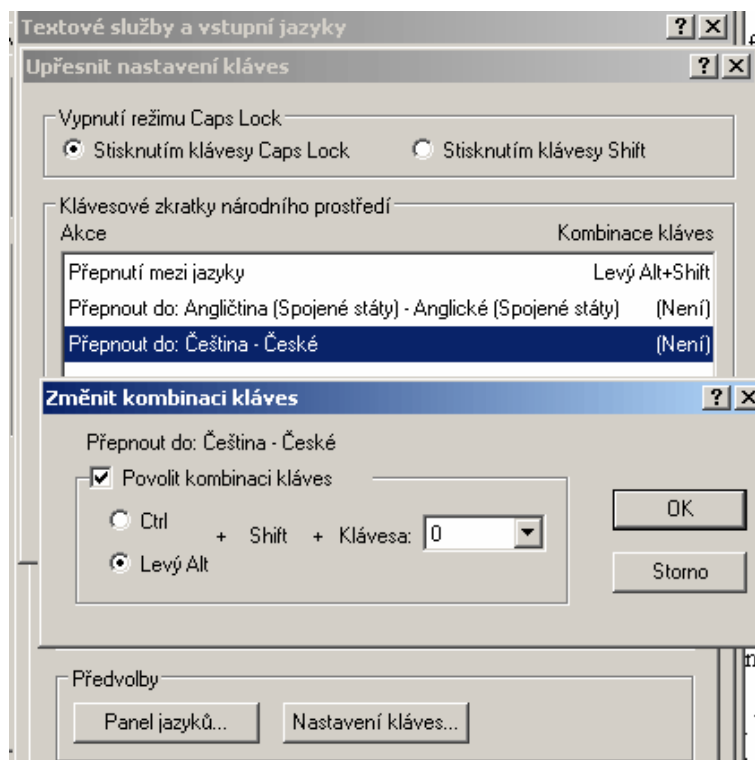 Textové služby a vstupní jazyky
Upřesnit nastavení kláves
Vypnutí režimu Caps Lock
Stisknutím klávesy Caps Lock Stisknutím klávesy Shift
Klávesové zkratky národního prostředí
Akce Kombinace kláves
Přepnutí mezi jazyky Levý Alt+Shift
Přepnout do: Angličtina (Spojené státy) - Anglické (Spojené státy) (Není)
Přepnout do: Čeština - České (Není)
Změnit kombinaci kláves
Přepnout do: Čeština - České
Povolit kombinaci kláves
Ctrl + Shift + Klávesa: 0
Levý Alt
OK
Storno
Předvolby
Panel jazyků... Nastavení kláves...